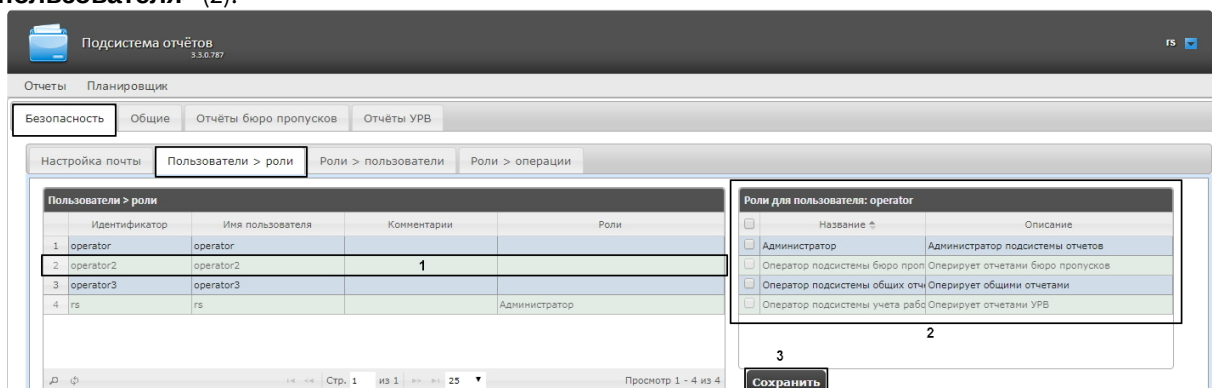 пользователя" (2).
Подсистема отчётов
3.3.0.787
rs
Отчеты Планировщик
Безопасность Общие Отчёты бюро пропусков Отчёты УРВ
Настройка почты Пользователи > роли Роли > пользователи Роли > операции
Пользователи > роли
Идентификатор Имя пользователя Комментарии Роли
1 operator operator
2 operator2 operator2 1
3 operator3 operator3
4 rs rs Администратор
Стр. 1 из 1 25 Просмотр 1 - 4 из 4
Роли для пользователя: operator
Название Описание
Администратор Администратор подсистемы отчетов
Оператор подсистемы бюро проп Оперирует отчетами бюро пропусков
Оператор подсистемы общих отч Оперирует общими отчетами
Оператор подсистемы учета рабо Оперирует отчетами УРВ
2
3
Сохранить